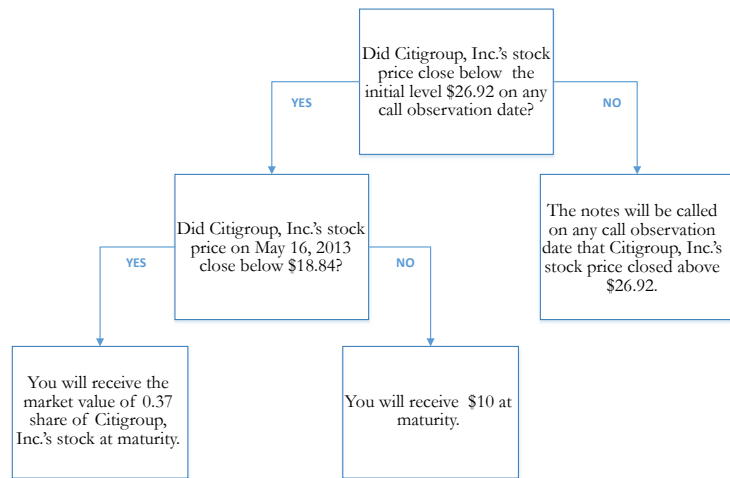 Did Citigroup, Inc.'s stock
price close below the
initial level $26.92 on any
call observation date?
YES
NO
Did Citigroup, Inc.'s stock
price on May 16, 2013
close below $18.84?
The notes will be called
on any call observation
date that Citigroup, Inc.'s
stock price closed above
$26.92.
YES
NO
You will receive the
market value of 0.37
share of Citigroup,
Inc.'s stock at maturity.
You will receive $10 at
maturity.